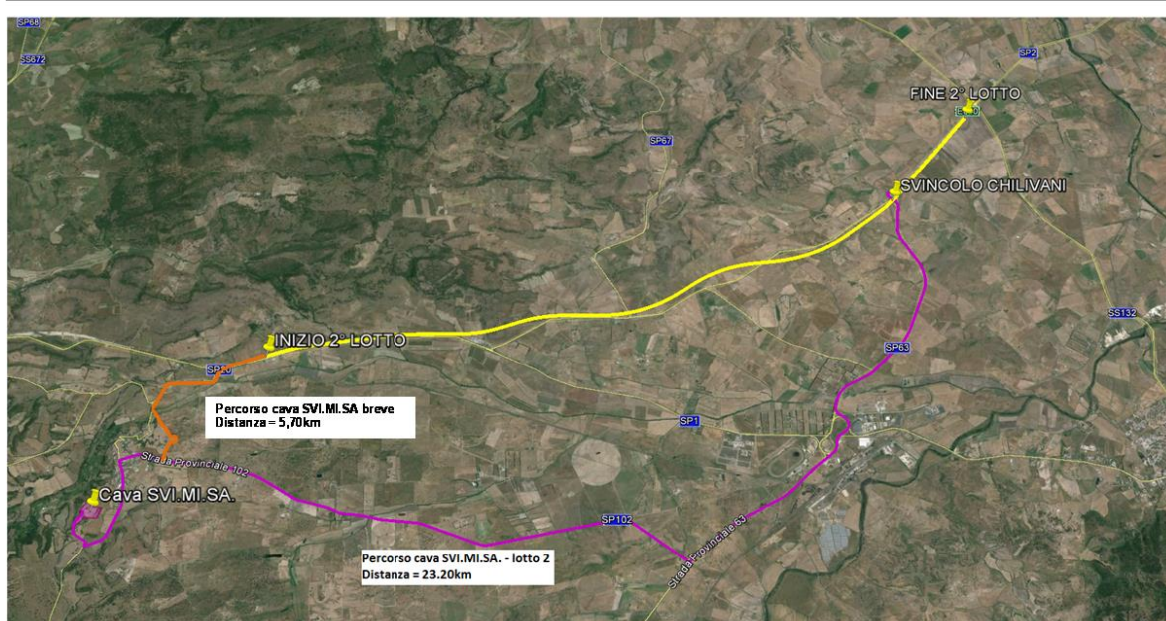 SP68
SS672
SP2
FINE 2° LOTTO
SP67
SVINCOLO CHILIVANI
SS132
INIZIO 2° LOTTO
SP63
Percorso cava SVI.MI.SA breve
Distanza = 5,70km
SP1
Strada Provinciale 102
Cava SVI.MI.SA.
SP102
Percorso cava SVI.MI.SA. - lotto 2
Distanza = 23.20km
Strada Provinciale 63